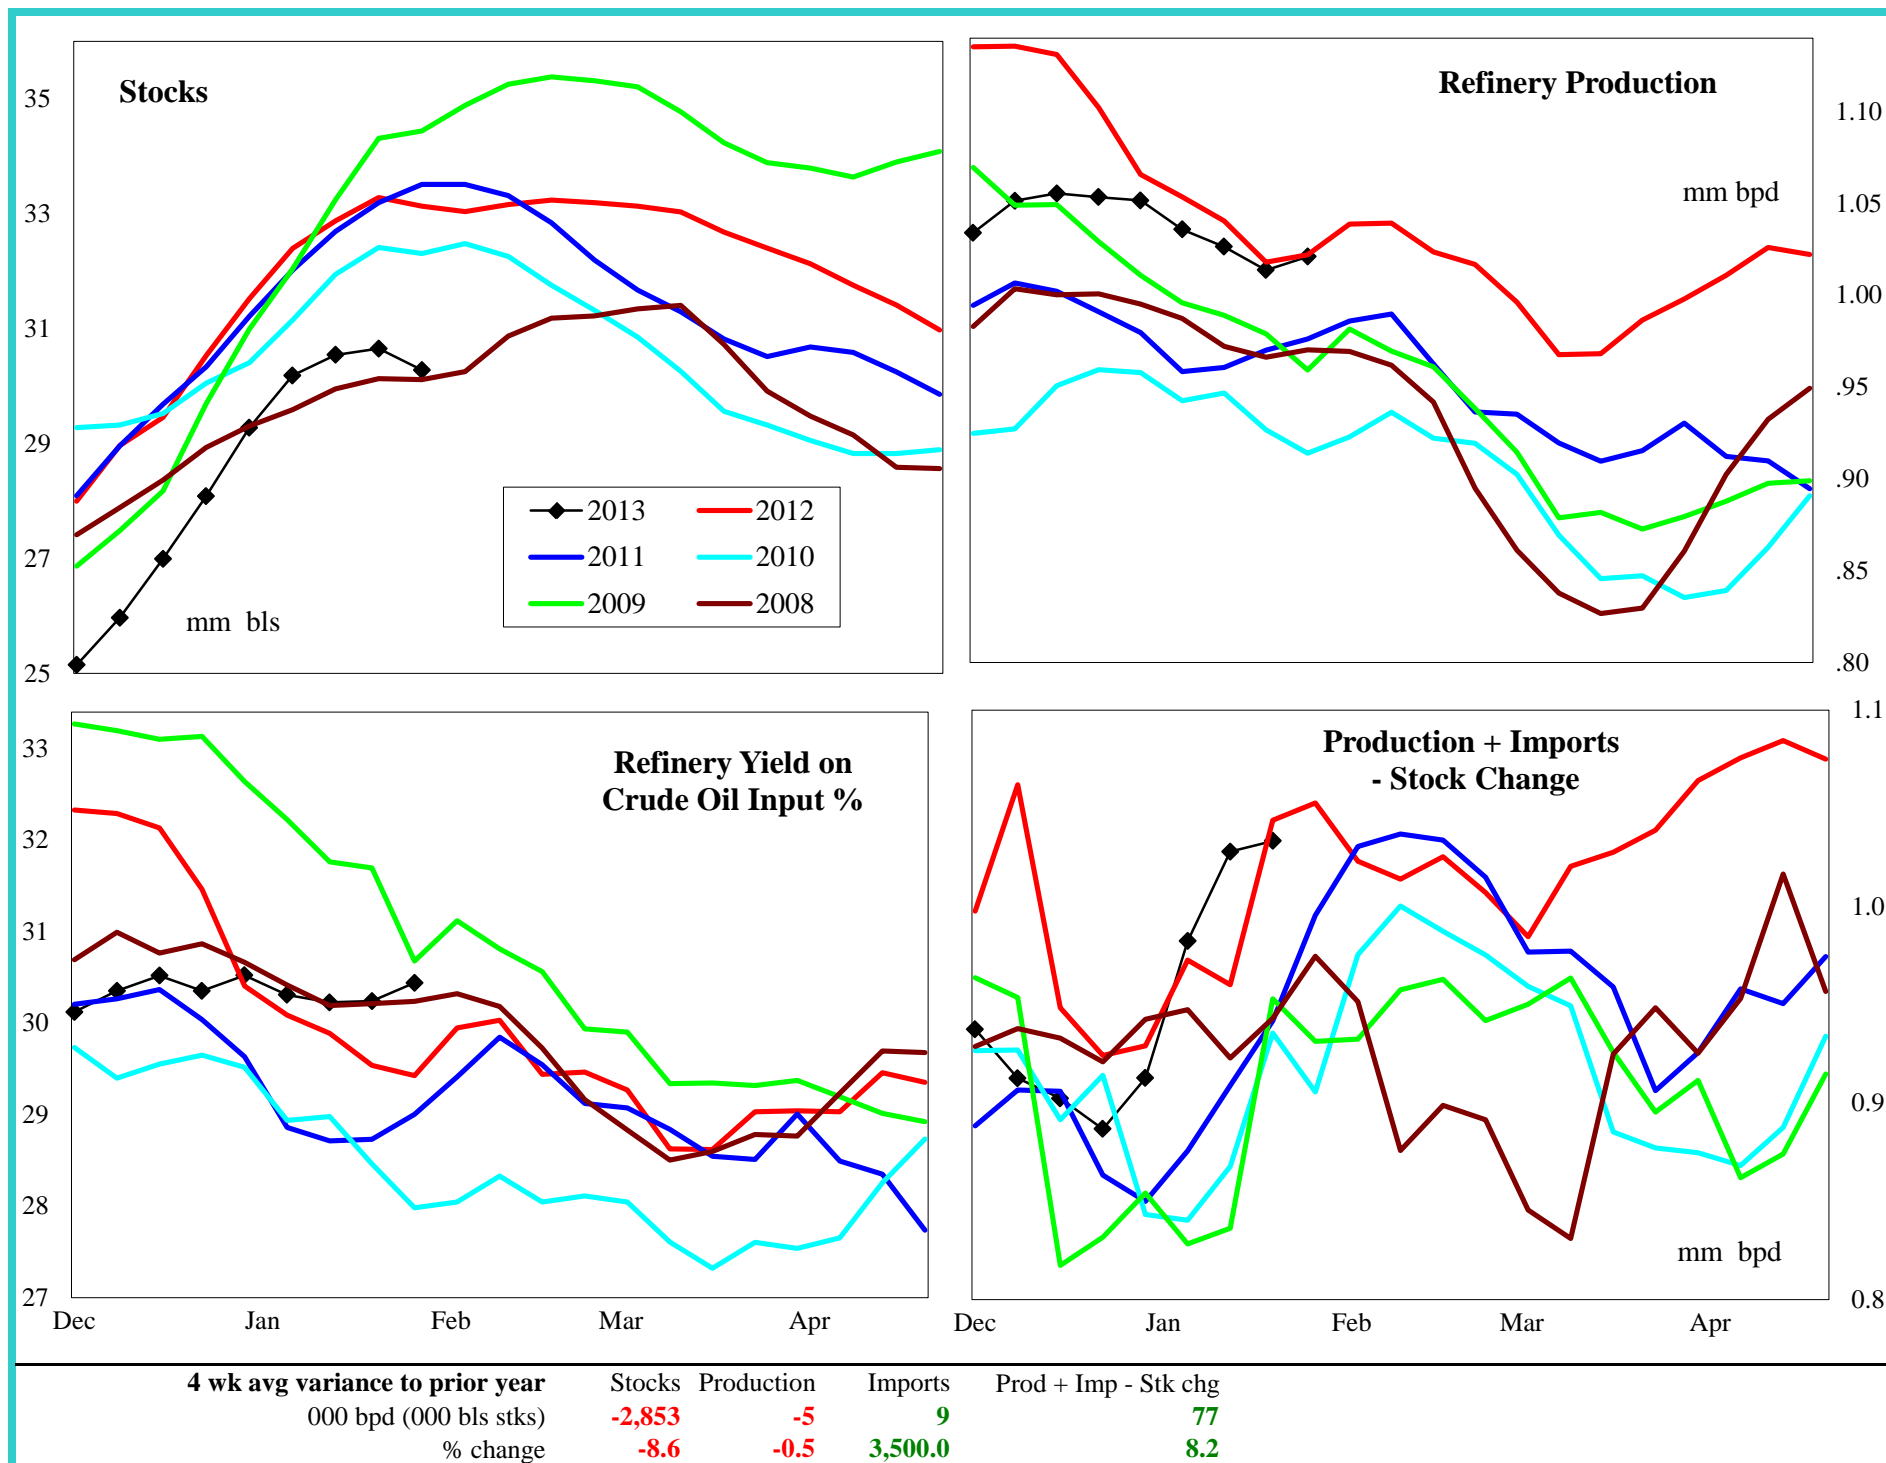 Stocks
35
33
31
29
27
25
mm bls
2013 2012
2011 2010
2009 2008
Refinery Production
mm bpd
1.10
1.05
1.00
.95
.90
.85
.80
Refinery Yield on
Crude Oil Input %
33
32
31
30
29
28
27
Dec Jan Feb Mar Apr
Production + Imports
- Stock Change
1.1
1.0
0.9
0.8
mm bpd
Dec Jan Feb Mar Apr
4 wk avg variance to prior year Stocks Production Imports Prod + Imp - Stk chg
000 bpd (000 bls stks) -2,853 -5 9 77
% change -8.6 -0.5 3,500.0 8.2